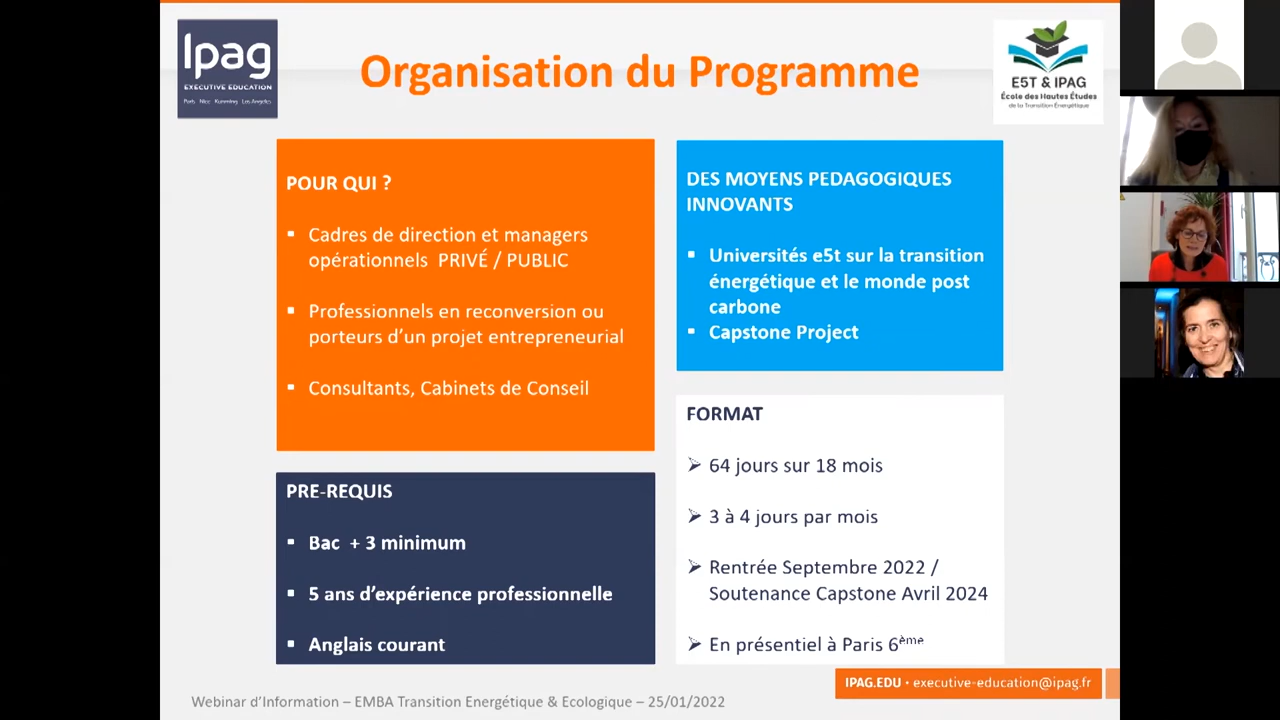 Ipag
EXECUTIVE EDUCATION
Paris Nice Kunming Los Angeles
Organisation du Programme
E5T & IPAG
École des Hautes Études
de la Transition Énergétique
POUR QUI ?
▪ Cadres de direction et managers
opérationnels PRIVÉ / PUBLIC
▪ Professionnels en reconversion ou
porteurs d’un projet entrepreneurial
▪ Consultants, Cabinets de Conseil
PRE-REQUIS
▪ Bac + 3 minimum
▪ 5 ans d’expérience professionnelle
▪ Anglais courant
DES MOYENS PEDAGOGIQUES
INNOVANTS
▪ Universités e5t sur la transition
énergétique et le monde post
carbone
▪ Capstone Project
FORMAT
➢ 64 jours sur 18 mois
➢ 3 à 4 jours par mois
➢ Rentrée Septembre 2022 /
Soutenance Capstone Avril 2024
➢ En présentiel à Paris 6ème
IPAG.EDU • executive-education@ipag.fr
Webinar d’Information – EMBA Transition Energétique & Ecologique – 25/01/2022